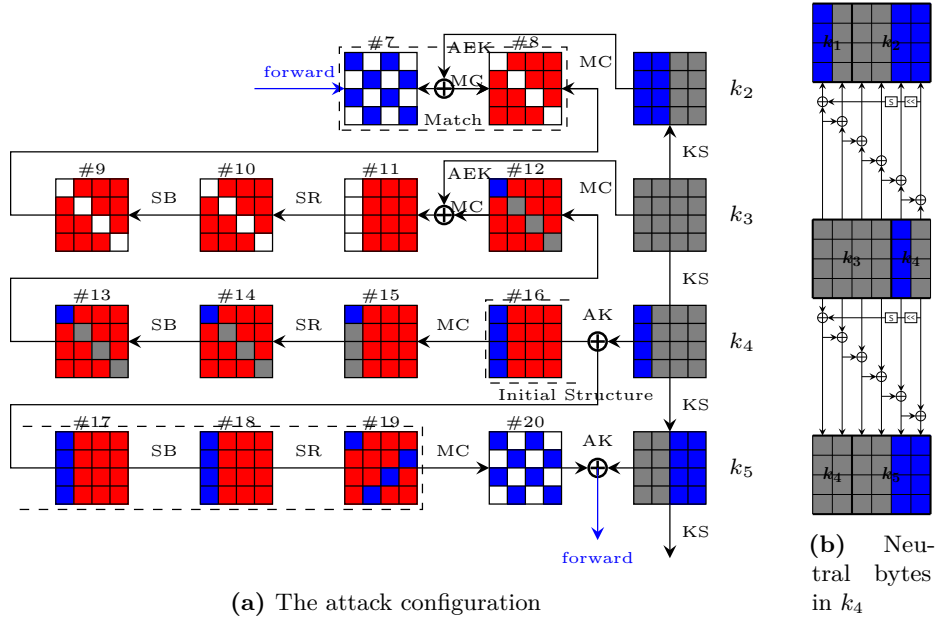 #7
AEK
#8
MC
forward
MC
Match
k2
KS
#9
#10
#11
#12
AEK
MC
SB
SR
MC
k3
KS
#13
#14
#15
#16
AK
SB
SR
MC
k4
Initial Structure
KS
#17
#18
#19
#20
AK
SB
SR
MC
k5
KS
forward
(a) The attack configuration
k1
k2
S
<<
k3
k4
S
<<
k4
k5
(b) Neu-
tral bytes
in k4